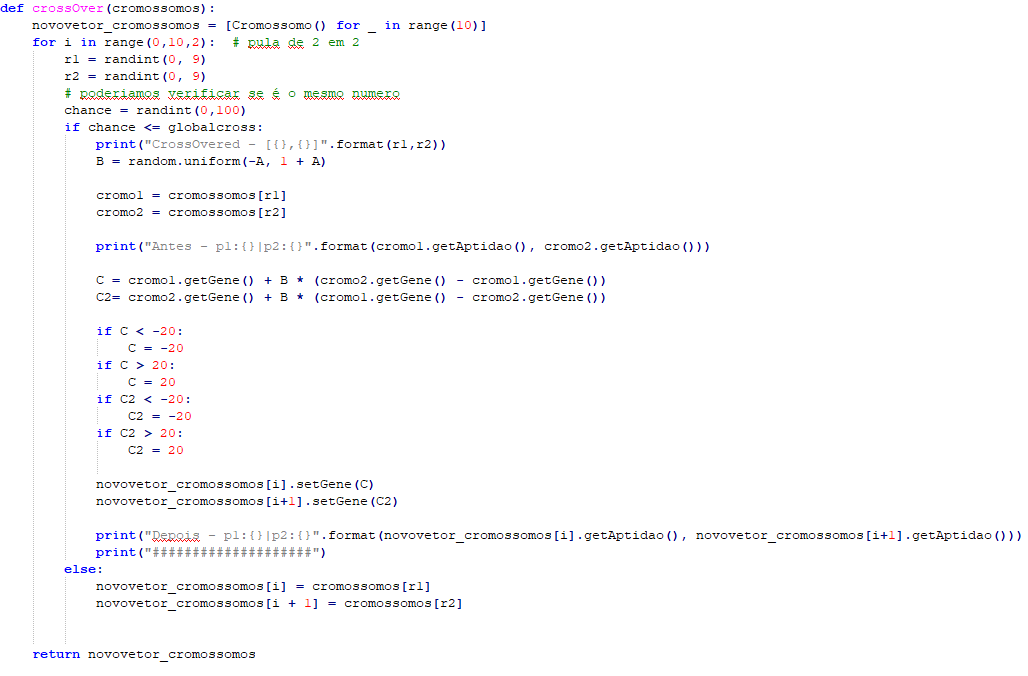 def crossOver(cromossomos):
    novovetor_cromossomos = [Cromossomo() for _ in range(10)]
    for i in range(0,10,2):  # pula de 2 em 2
        r1 = randint(0, 9)
        r2 = randint(0, 9)
        # poderiamos verificar se é o mesmo numero
        chance = randint(0,100)
        if chance <= globalcross:
            print("CrossOvered - [{},{}]".format(r1,r2))
            B = random.uniform(-A, 1 + A)
            cromo1 = cromossomos[r1]
            cromo2 = cromossomos[r2]
            print("Antes - p1:{}|p2:{}".format(cromo1.getAptidao(), cromo2.getAptidao()))
            C = cromo1.getGene() + B * (cromo2.getGene() - cromo1.getGene())
            C2= cromo2.getGene() + B * (cromo1.getGene() - cromo2.getGene())
            if C < -20:
                C = -20
            if C > 20:
                C = 20
            if C2 < -20:
                C2 = -20
            if C2 > 20:
                C2 = 20
            novovetor_cromossomos[i].setGene(C)
            novovetor_cromossomos[i+1].setGene(C2)
            print("Depois - p1:{}|p2:{}".format(novovetor_cromossomos[i].getAptidao(), novovetor_cromossomos[i+1].getAptidao()))
            print("####################")
        else:
            novovetor_cromossomos[i] = cromossomos[r1]
            novovetor_cromossomos[i + 1] = cromossomos[r2]
    return novovetor_cromossomos